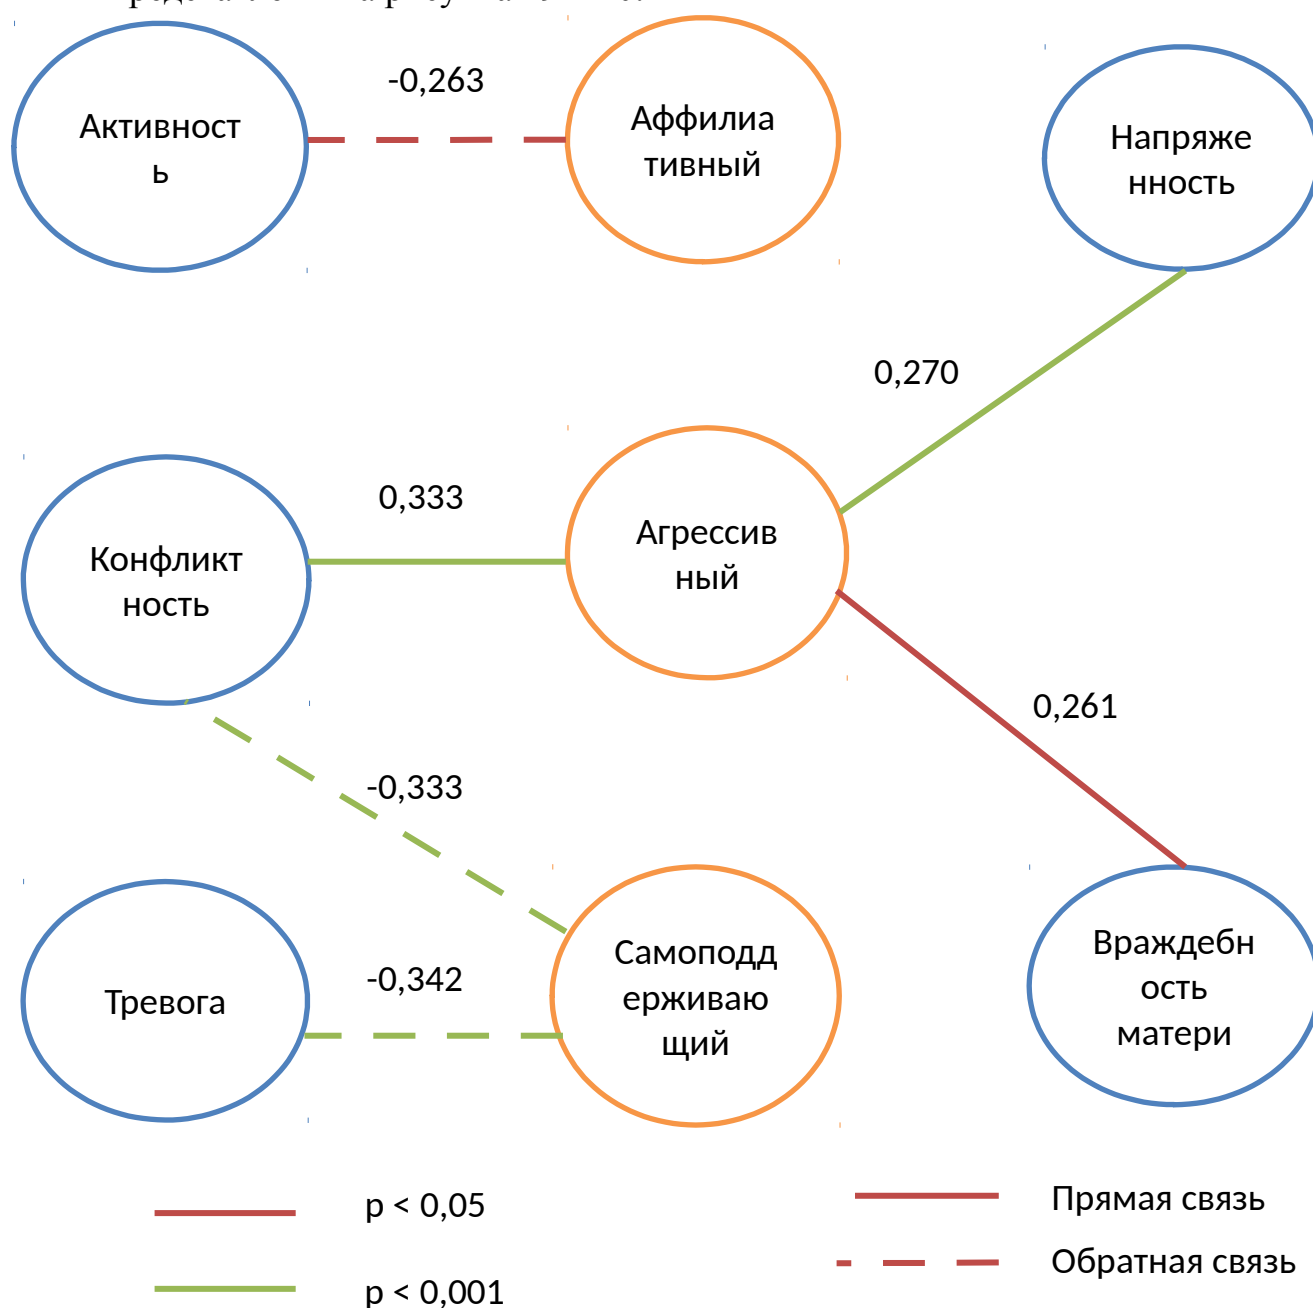 -0,263
Активност
ь
Аффилиа
тивный
Напряже
нность
0,270
0,333
Конфликт
ность
Агрессив
ный
0,261
-0,333
Тревога
-0,342
Самоподд
ерживаю
щий
Враждебн
ость
матери
p < 0,05
Прямая связь
Обратная связь
p < 0,001